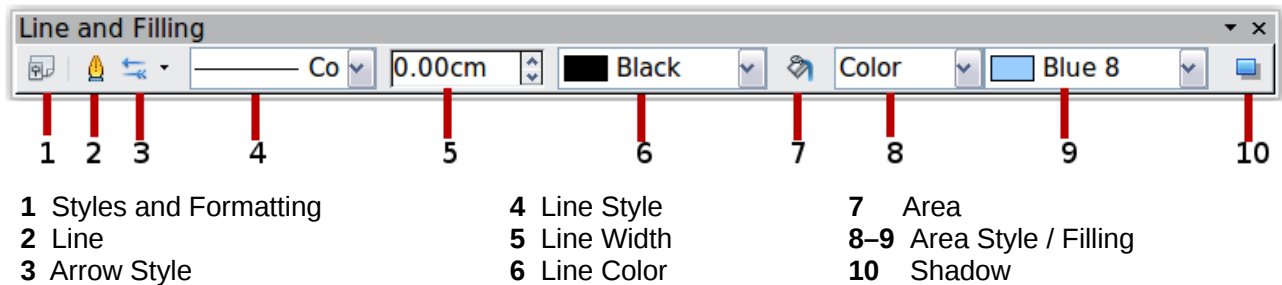 Line and Filling
Co 0.00cm Black Color Blue 8
1 2 3 4 5 6 7 8 9 10
1 Styles and Formatting 4 Line Style 7 Area
2 Line 5 Line Width 8–9 Area Style / Filling
3 Arrow Style 6 Line Color 10 Shadow